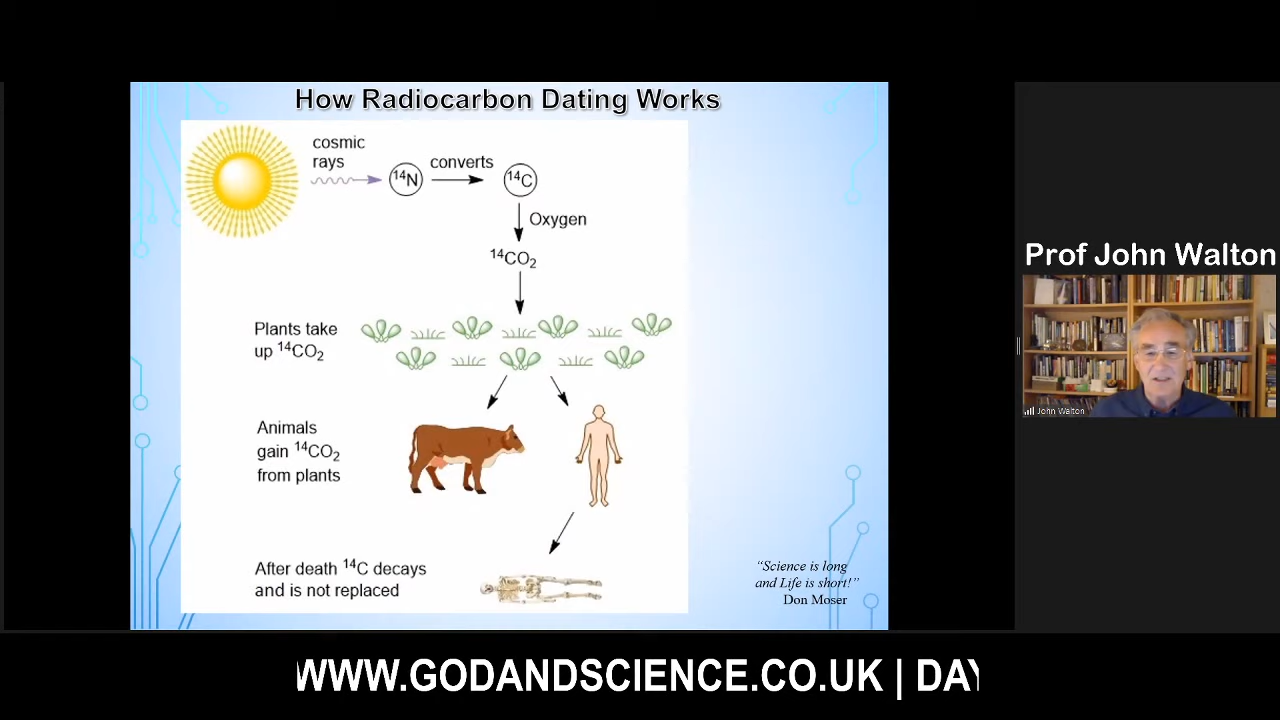 How Radiocarbon Dating Works
cosmic
rays
¹⁴N
converts
¹⁴C
Oxygen
¹⁴CO₂
Plants take
up ¹⁴CO₂
Animals
gain ¹⁴CO₂
from plants
After death ¹⁴C decays
and is not replaced
“Science is long
and Life is short!”
Don Moser
Prof John Walton
John Walton
WWW.GODANDSCIENCE.CO.UK | DAY